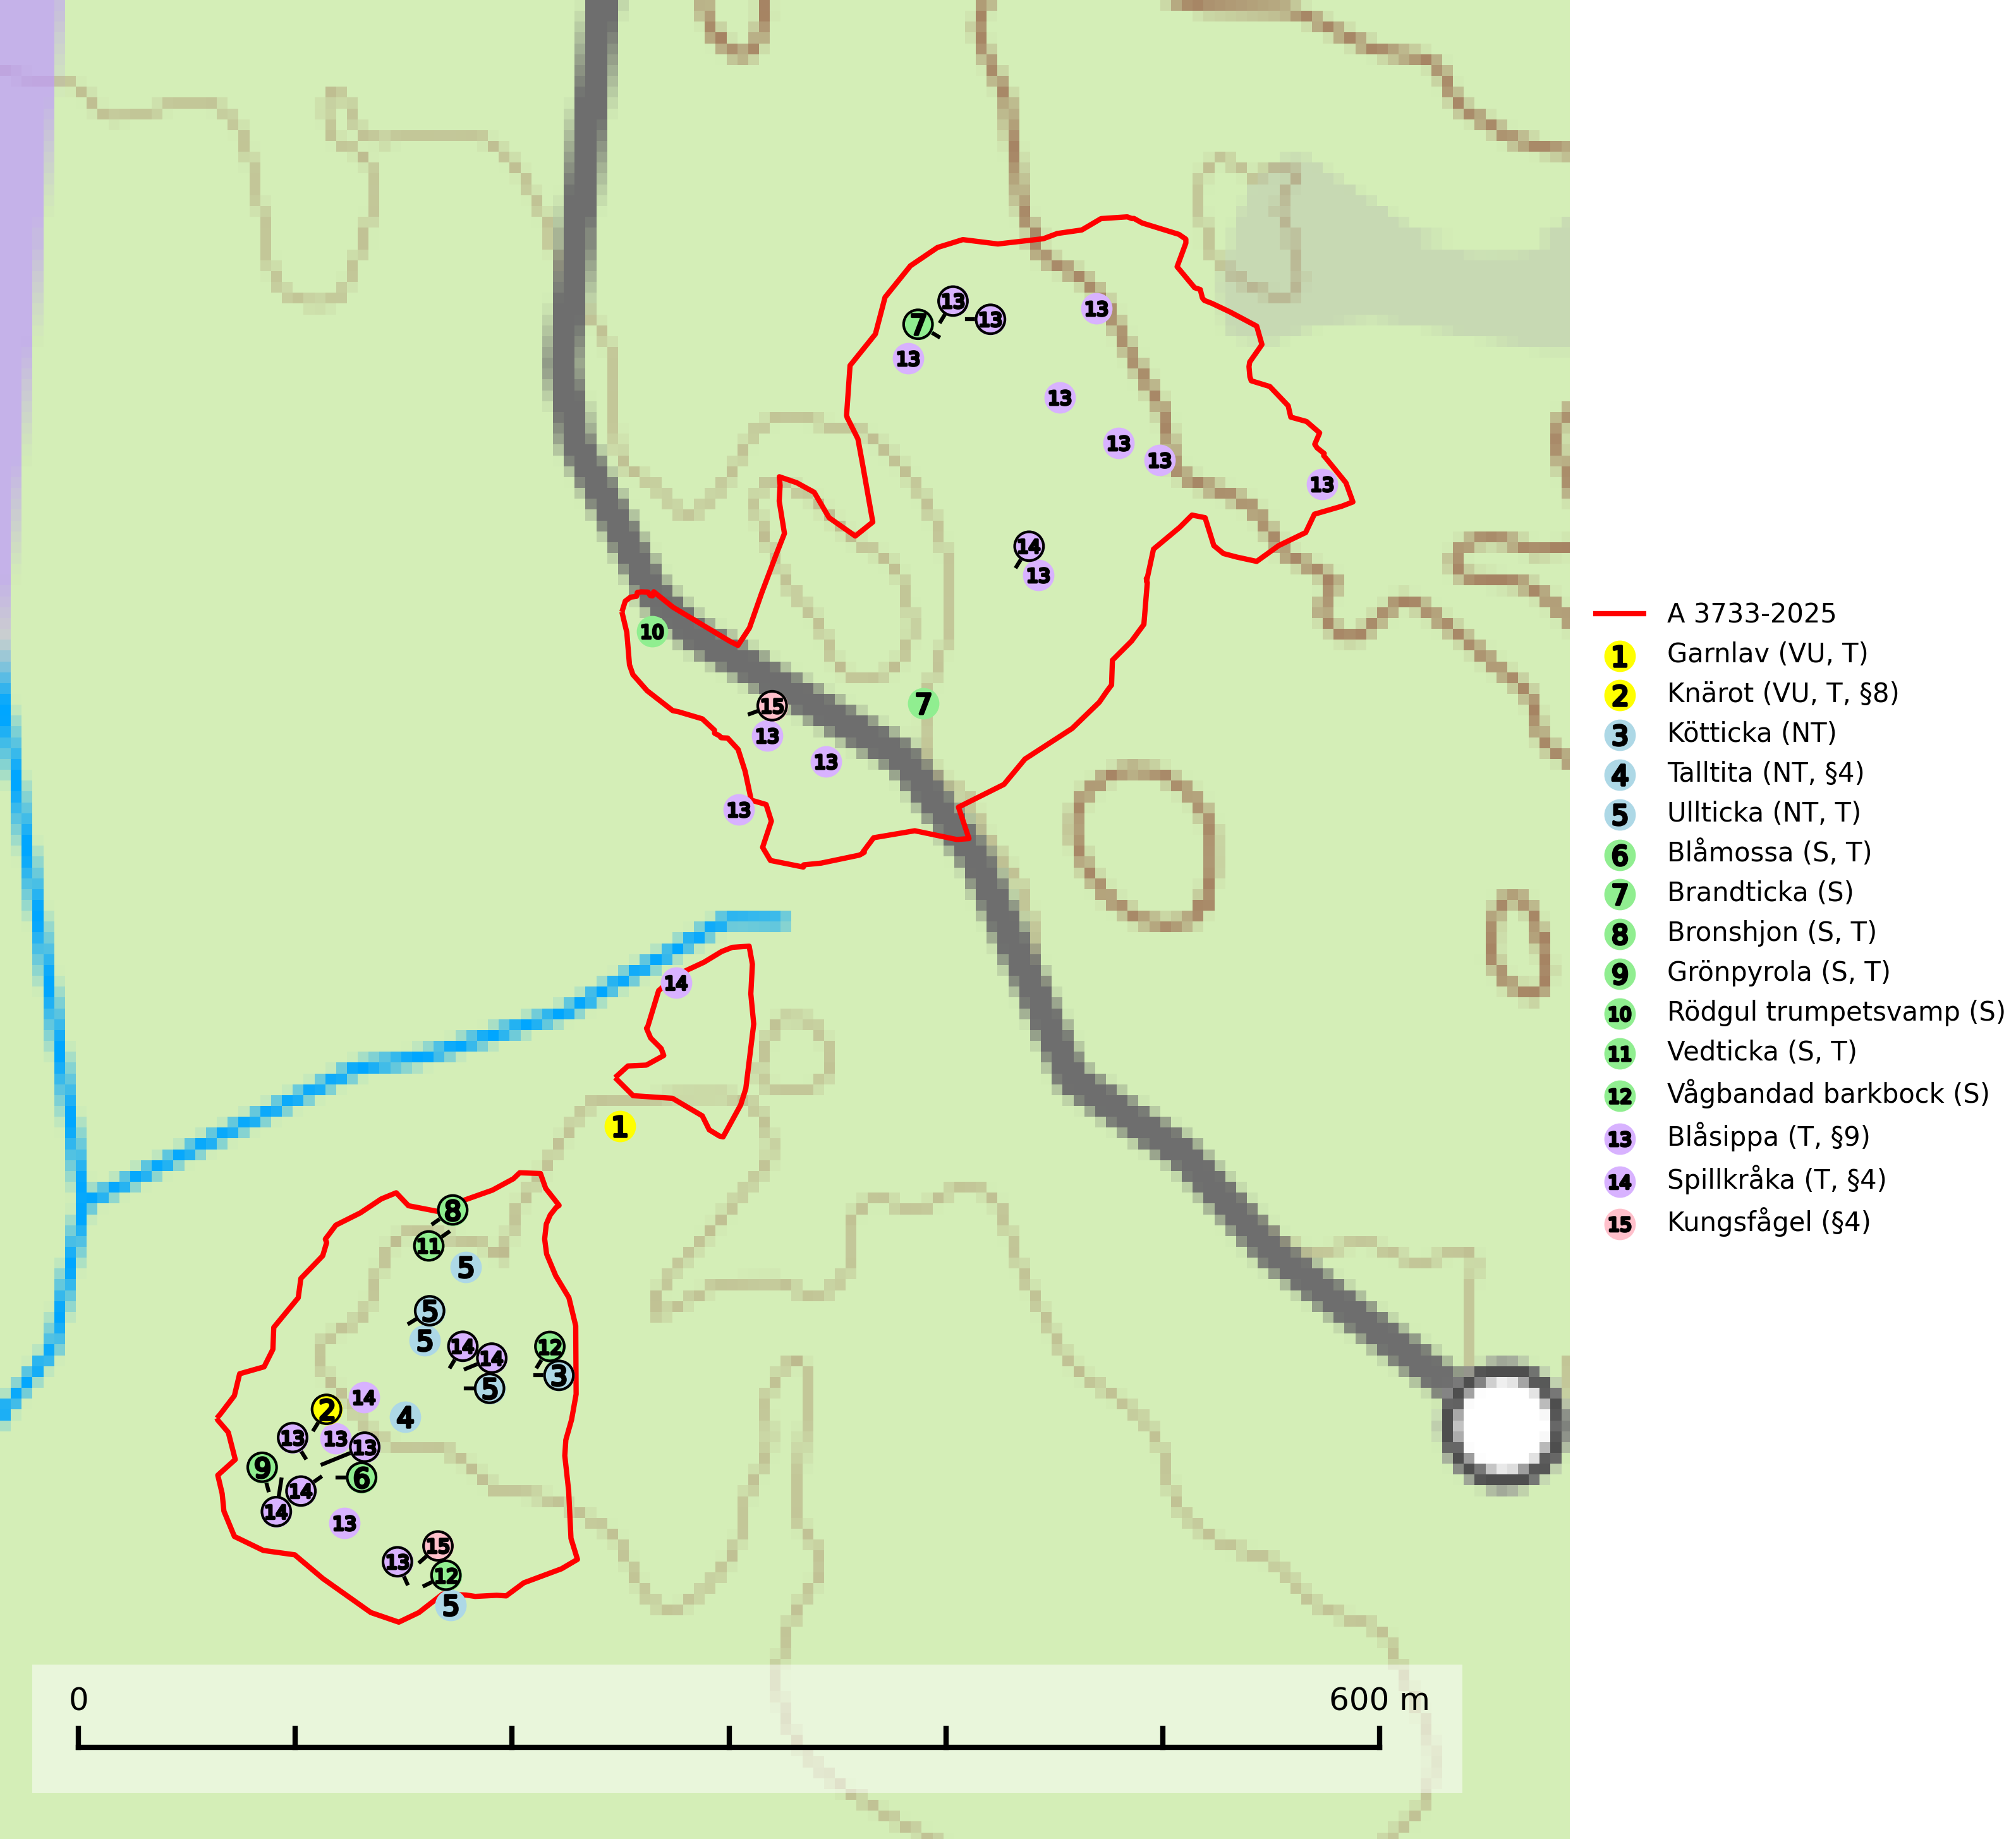 13
13
7
13
13
13
13
13
13
14
13
10
7
15
13
13
13
14
1
8
11
5
5
5
14
14
12
3
5
14
2
4
13
13
13
9
6
14
14
13
15
13
12
5
0 600 m
A 3733-2025
1 Garnlav (VU, T)
2 Knärot (VU, T, §8)
3 Kötticka (NT)
4 Talltita (NT, §4)
5 Ullticka (NT, T)
6 Blåmossa (S, T)
7 Brandticka (S)
8 Bronshjon (S, T)
9 Grönpyrola (S, T)
10 Rödgul trumpetsvamp (S)
11 Vedticka (S, T)
12 Vågbandad barkbock (S)
13 Blåsippa (T, §9)
14 Spillkråka (T, §4)
15 Kungsfågel (§4)